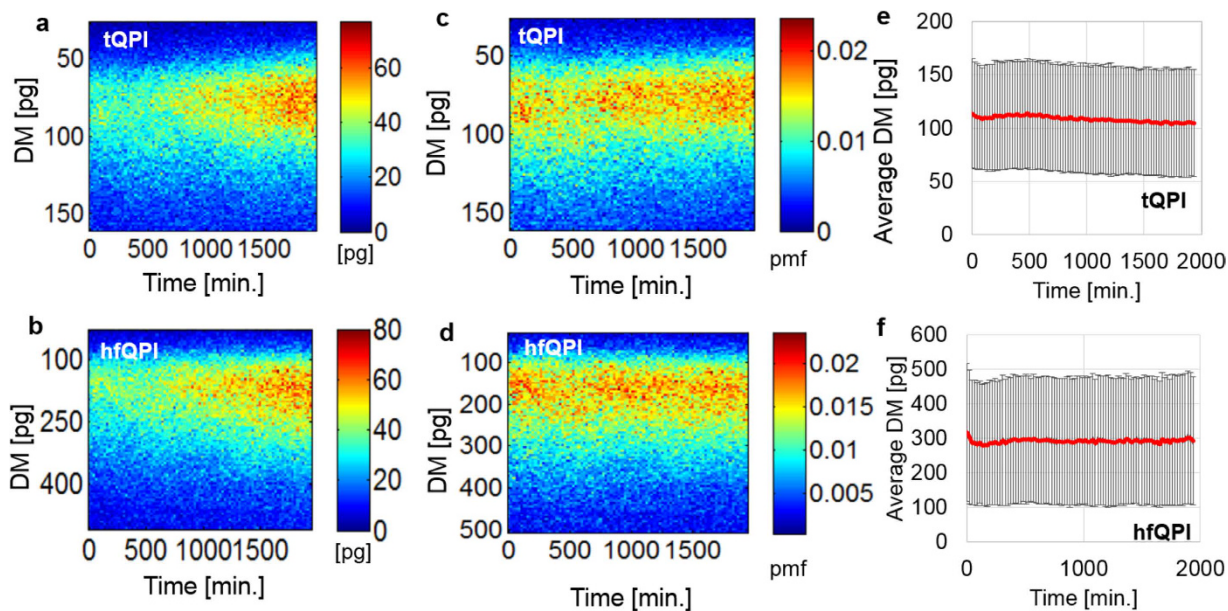 a
tQPI
DM [pg]
50
100
150
0 500 1000 1500
Time [min.]
60
40
20
0
[pg]
c
tQPI
DM [pg]
50
100
150
0 500 1000 1500
Time [min.]
0.02
0.01
0
pmf
e
Average DM [pg]
200
150
100
50
0
tQPI
0 500 1000 1500 2000
Time [min.]
b
hfQPI
DM [pg]
100
250
400
0 500 1000 1500
Time [min.]
80
60
40
20
0
[pg]
d
hfQPI
DM [pg]
100
200
300
400
500
0 500 1000 1500
Time [min.]
0.02
0.015
0.01
0.005
pmf
f
Average DM [pg]
600
500
400
300
200
100
0
hfQPI
0 1000 2000
Time [min.]